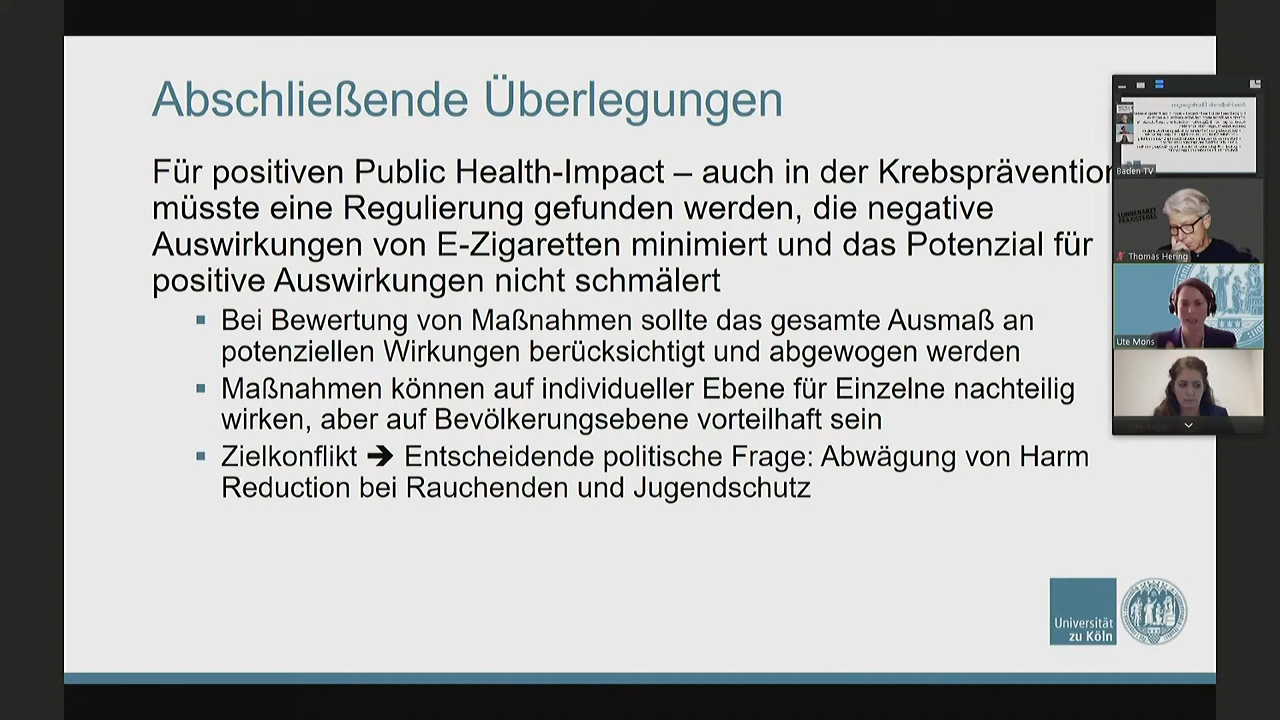 Abschließende Überlegungen
Für positiven Public Health-Impact – auch in der Krebsprävention
müsste eine Regulierung gefunden werden, die negative
Auswirkungen von E-Zigaretten minimiert und das Potenzial für
positive Auswirkungen nicht schmälert
▪ Bei Bewertung von Maßnahmen sollte das gesamte Ausmaß an
potenziellen Wirkungen berücksichtigt und abgewogen werden
▪ Maßnahmen können auf individueller Ebene für Einzelne nachteilig
wirken, aber auf Bevölkerungsebene vorteilhaft sein
▪ Zielkonflikt ➔ Entscheidende politische Frage: Abwägung von Harm
Reduction bei Rauchenden und Jugendschutz
Baden TV
LUNGENARZT
PRAXISTEGEL
Thomas Hering
Ute Mons
Universität
zu Köln